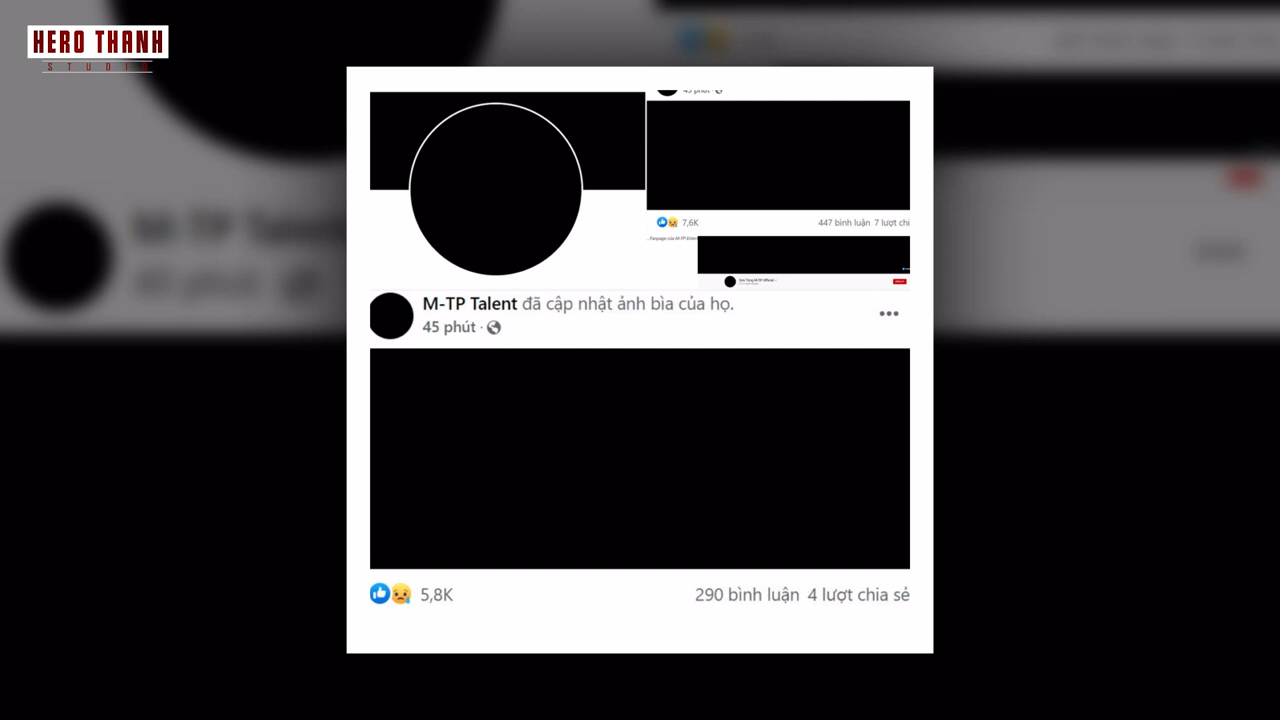 HERO THANH
STUDIO
45 phút ·
7,6K
447 bình luận 7 lượt chi
M-TP Talent đã cập nhật ảnh bìa của họ.
45 phút ·
5,8K
290 bình luận 4 lượt chia sẻ